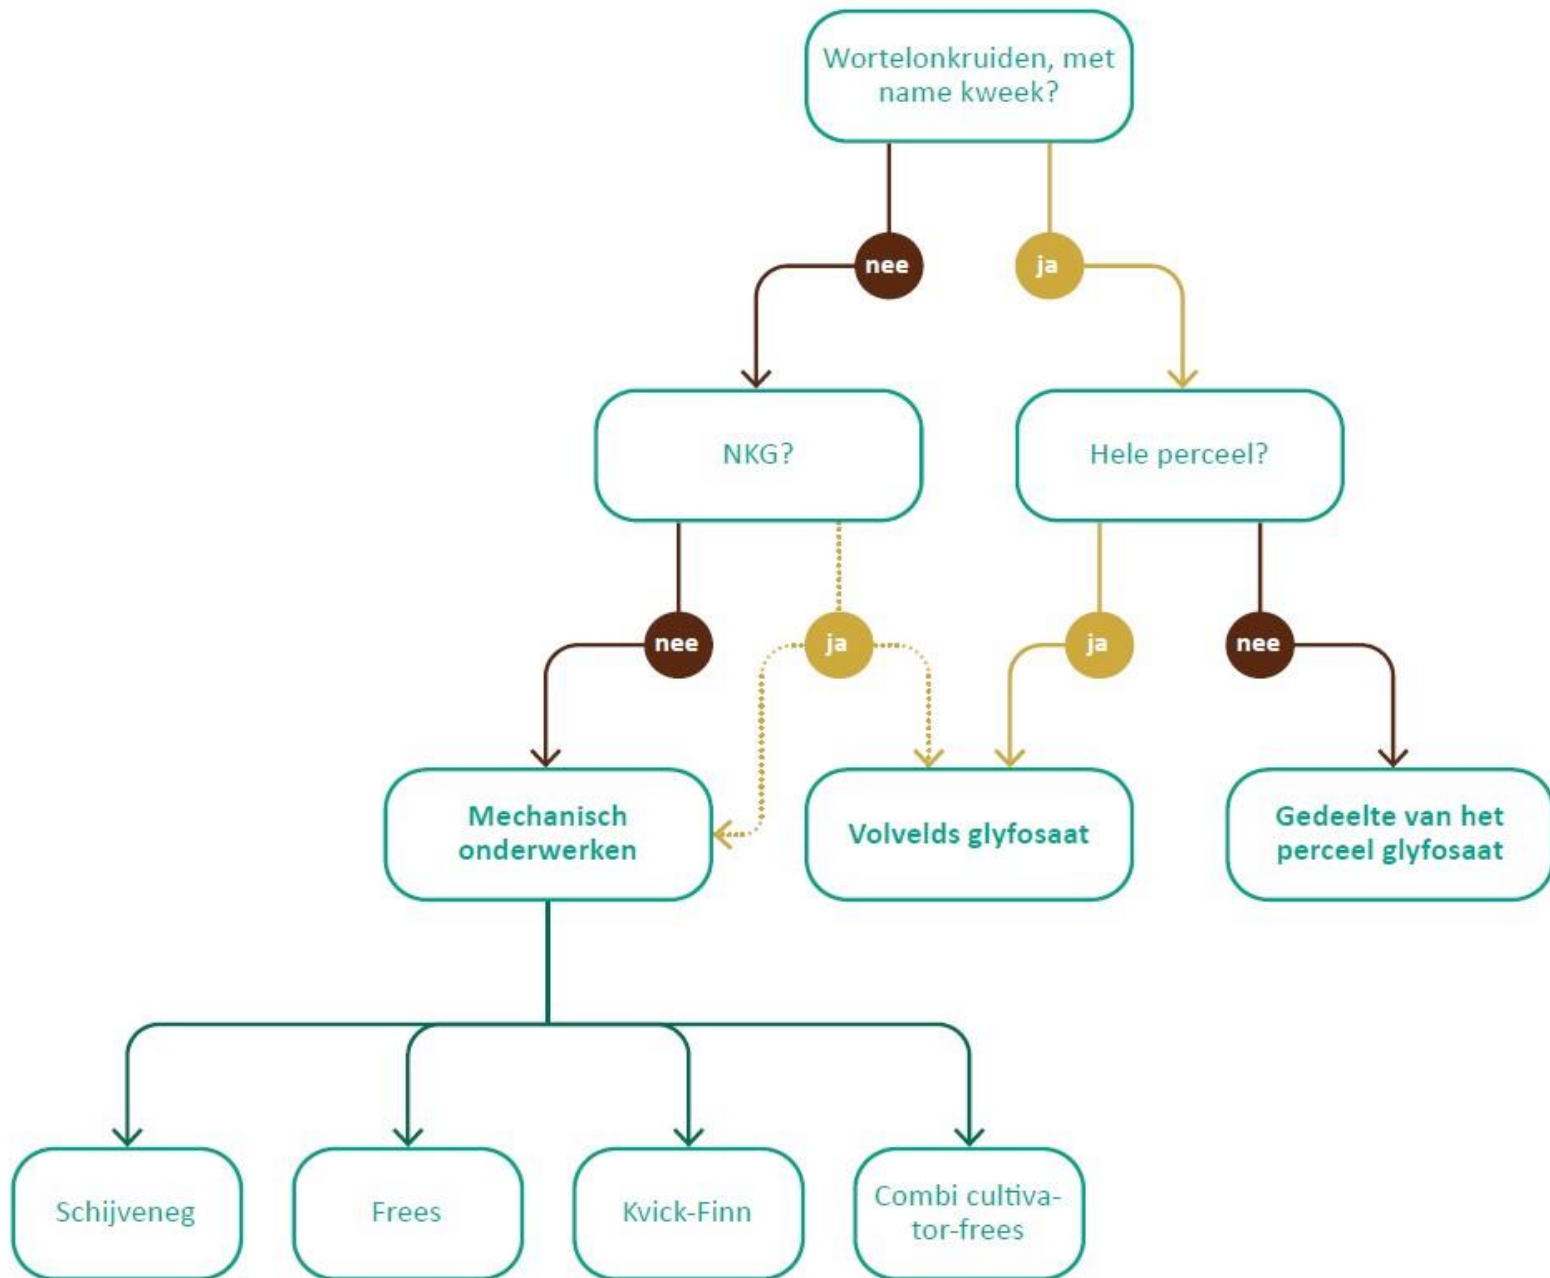 Wortelonkruiden, met
name kweek?
nee
ja
NKG?
Hele perceel?
nee
ja
ja
nee
Mechanisch
onderwerken
Volvelds glyfosaat
Gedeelte van het
perceel glyfosaat
Schijveneg
Frees
Kvick-Finn
Combi cultiva-
tor-frees